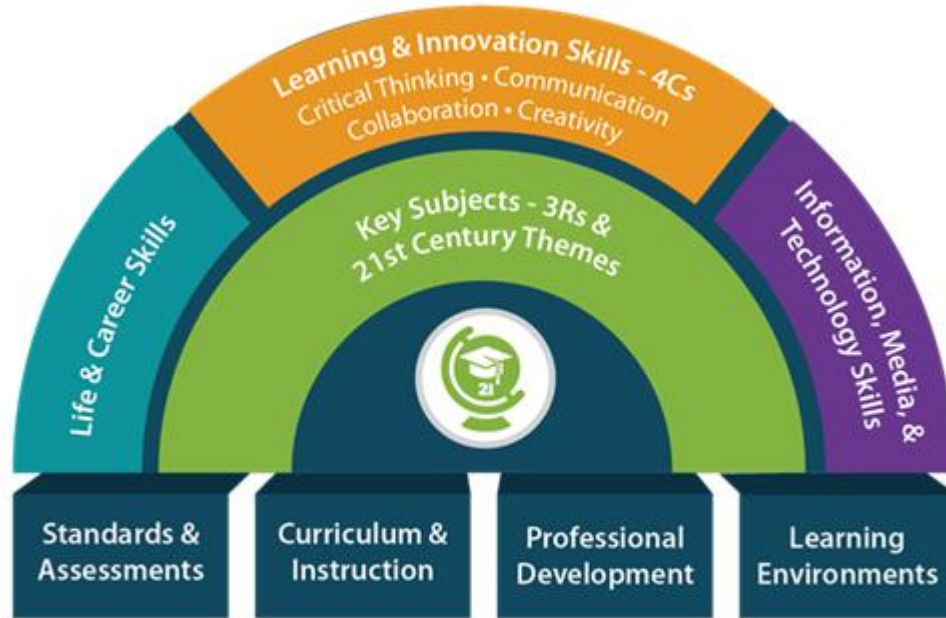 Learning & Innovation Skills - 4Cs
Critical Thinking • Communication
Collaboration • Creativity
Life & Career Skills
Key Subjects - 3Rs &
21st Century Themes
Information, Media, &
Technology Skills
21
Standards &
Assessments
Curriculum &
Instruction
Professional
Development
Learning
Environments